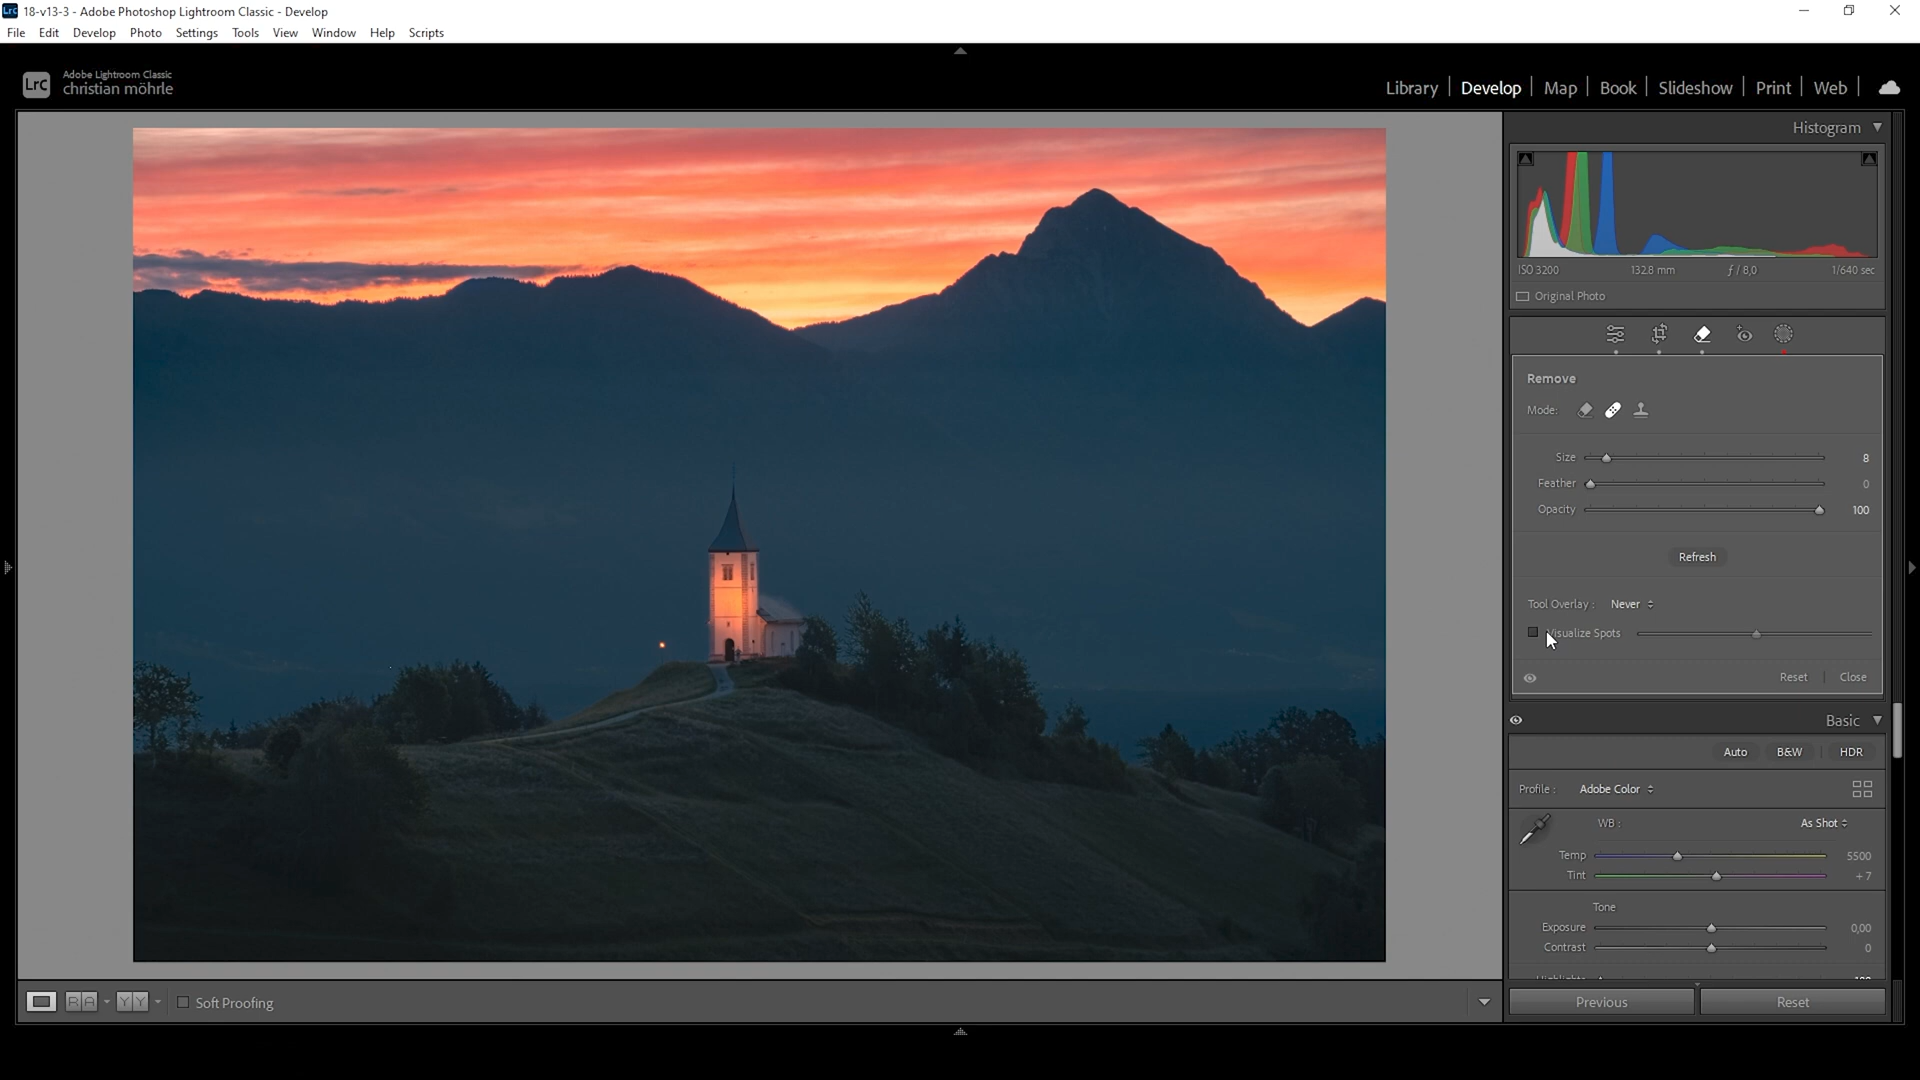 18-v13-3 - Adobe Photoshop Lightroom Classic - Develop
File Edit Develop Photo Settings Tools View Window Help Scripts
LrC Adobe Lightroom Classic
christian möhrle
Library Develop Map Book Slideshow Print Web
Histogram
ISO 3200 132.8 mm ƒ / 8,0 1/640 sec
Original Photo
Remove
Mode:
Size 8
Feather 0
Opacity 100
Refresh
Tool Overlay : Never
Visualize Spots
Reset Close
Basic
Auto B&W HDR
Profile : Adobe Color
WB : As Shot
Temp 5500
Tint + 7
Tone
Exposure 0,00
Contrast 0
Soft Proofing
Previous Reset